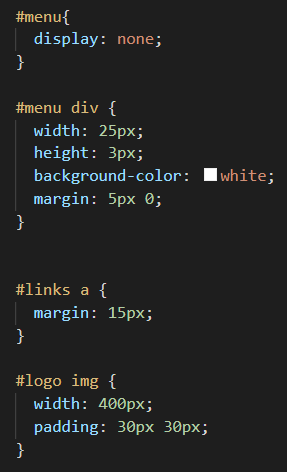 #menu{
  display: none;
}

#menu div {
  width: 25px;
  height: 3px;
  background-color: white;
  margin: 5px 0;
}


#links a {
  margin: 15px;
}

#logo img {
  width: 400px;
  padding: 30px 30px;
}